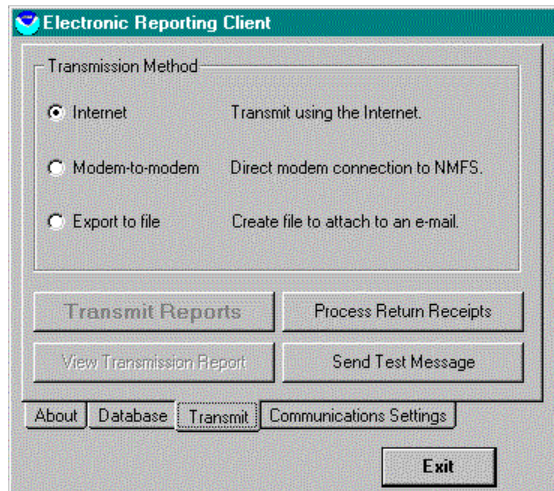 Electronic Reporting Client
Transmission Method
Internet Transmit using the Internet.
Modem-to-modem Direct modem connection to NMFS.
Export to file Create file to attach to an e-mail.
Transmit Reports Process Return Receipts
View Transmission Report Send Test Message
About Database Transmit Communications Settings
Exit